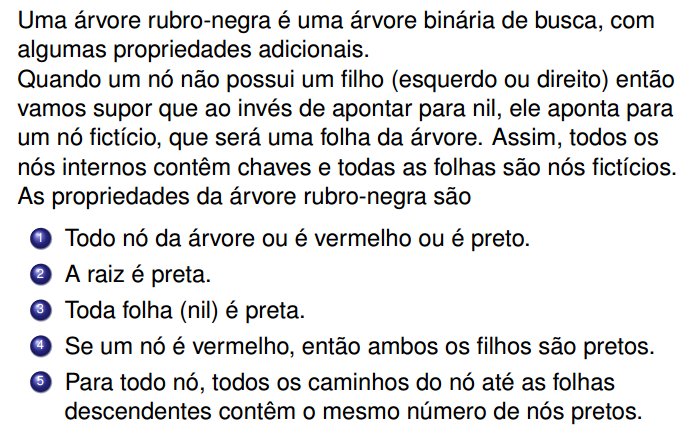 Uma árvore rubro-negra é uma árvore binária de busca, com
algumas propriedades adicionais.
Quando um nó não possui um filho (esquerdo ou direito) então
vamos supor que ao invés de apontar para nil, ele aponta para
um nó fictício, que será uma folha da árvore. Assim, todos os
nós internos contêm chaves e todas as folhas são nós fictícios.
As propriedades da árvore rubro-negra são
1 Todo nó da árvore ou é vermelho ou é preto.
2 A raiz é preta.
3 Toda folha (nil) é preta.
4 Se um nó é vermelho, então ambos os filhos são pretos.
5 Para todo nó, todos os caminhos do nó até as folhas
descendentes contêm o mesmo número de nós pretos.